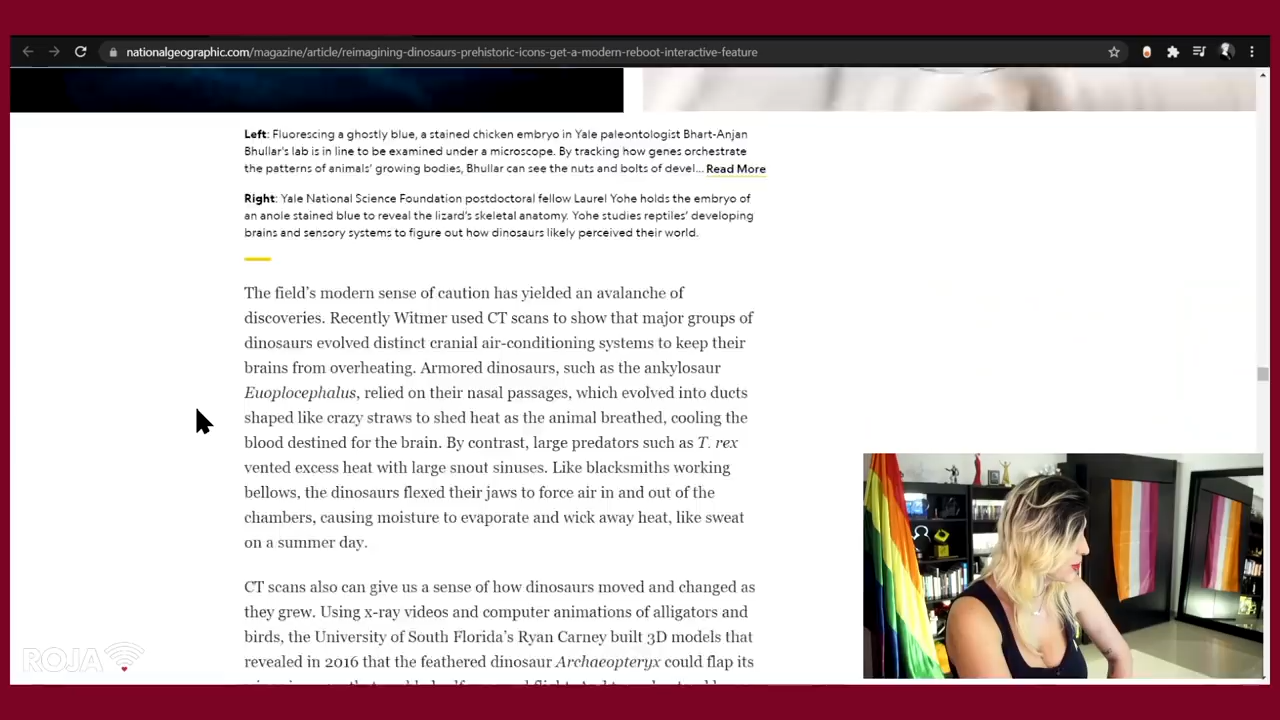 nationalgeographic.com/magazine/article/reimagining-dinosaurs-prehistoric-icons-get-a-modern-reboot-interactive-feature
Left: Fluorescing a ghostly blue, a stained chicken embryo in Yale paleontologist Bhart-Anjan
Bhullar's lab is in line to be examined under a microscope. By tracking how genes orchestrate
the patterns of animals' growing bodies, Bhullar can see the nuts and bolts of devel... Read More
Right: Yale National Science Foundation postdoctoral fellow Laurel Yohe holds the embryo of
an anole stained blue to reveal the lizard's skeletal anatomy. Yohe studies reptiles' developing
brains and sensory systems to figure out how dinosaurs likely perceived their world.
The field's modern sense of caution has yielded an avalanche of
discoveries. Recently Witmer used CT scans to show that major groups of
dinosaurs evolved distinct cranial air-conditioning systems to keep their
brains from overheating. Armored dinosaurs, such as the ankylosaur
Euoplocephalus, relied on their nasal passages, which evolved into ducts
shaped like crazy straws to shed heat as the animal breathed, cooling the
blood destined for the brain. By contrast, large predators such as T. rex
vented excess heat with large snout sinuses. Like blacksmiths working
bellows, the dinosaurs flexed their jaws to force air in and out of the
chambers, causing moisture to evaporate and wick away heat, like sweat
on a summer day.
CT scans also can give us a sense of how dinosaurs moved and changed as
they grew. Using x-ray videos and computer animations of alligators and
birds, the University of South Florida's Ryan Carney built 3D models that
revealed in 2016 that the feathered dinosaur Archaeopteryx could flap its
ROJA